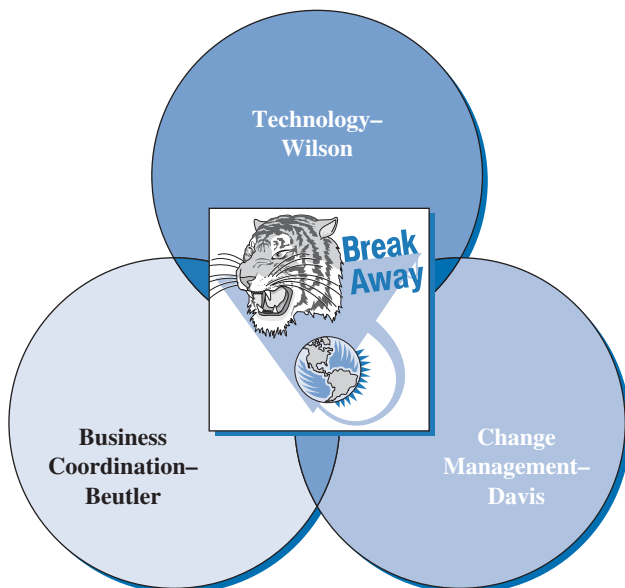 Technology–
Wilson
Break
Away
Business
Coordination–
Beutler
Change
Management–
Davis